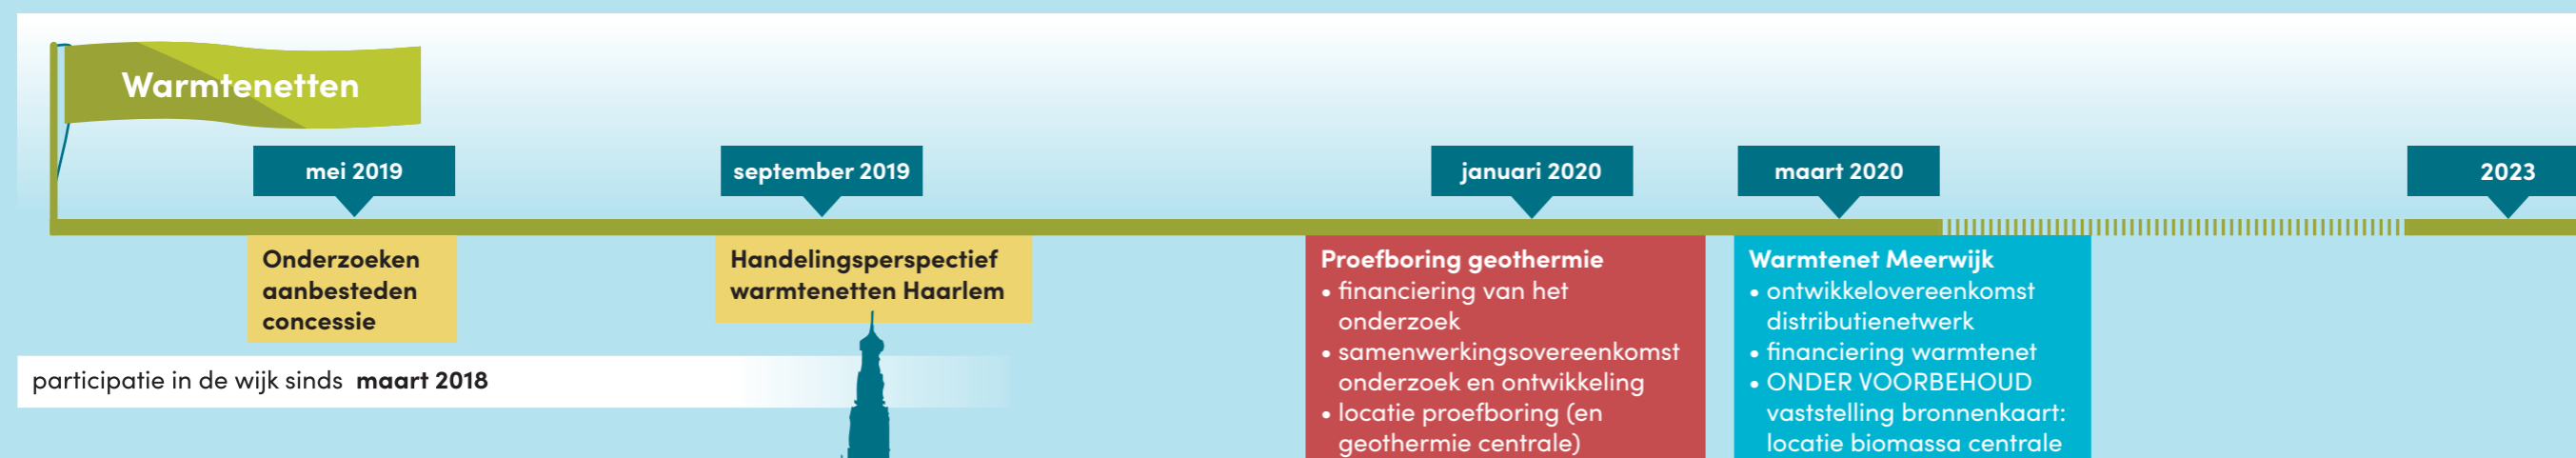 Warmtenetten
mei 2019
september 2019
januari 2020
maart 2020
2023
Onderzoeken
aanbesteden
concessie
Handelingsperspectief
warmtenetten Haarlem
Proefboring geothermie
• financiering van het
onderzoek
• samenwerkingsovereenkomst
onderzoek en ontwikkeling
• locatie proefboring (en
geothermie centrale)
Warmtenet Meerwijk
• ontwikkelovereenkomst
distributienetwerk
• financiering warmtenet
• ONDER VOORBEHOUD
vaststelling bronnenkaart:
locatie biomassa centrale
participatie in de wijk sinds maart 2018